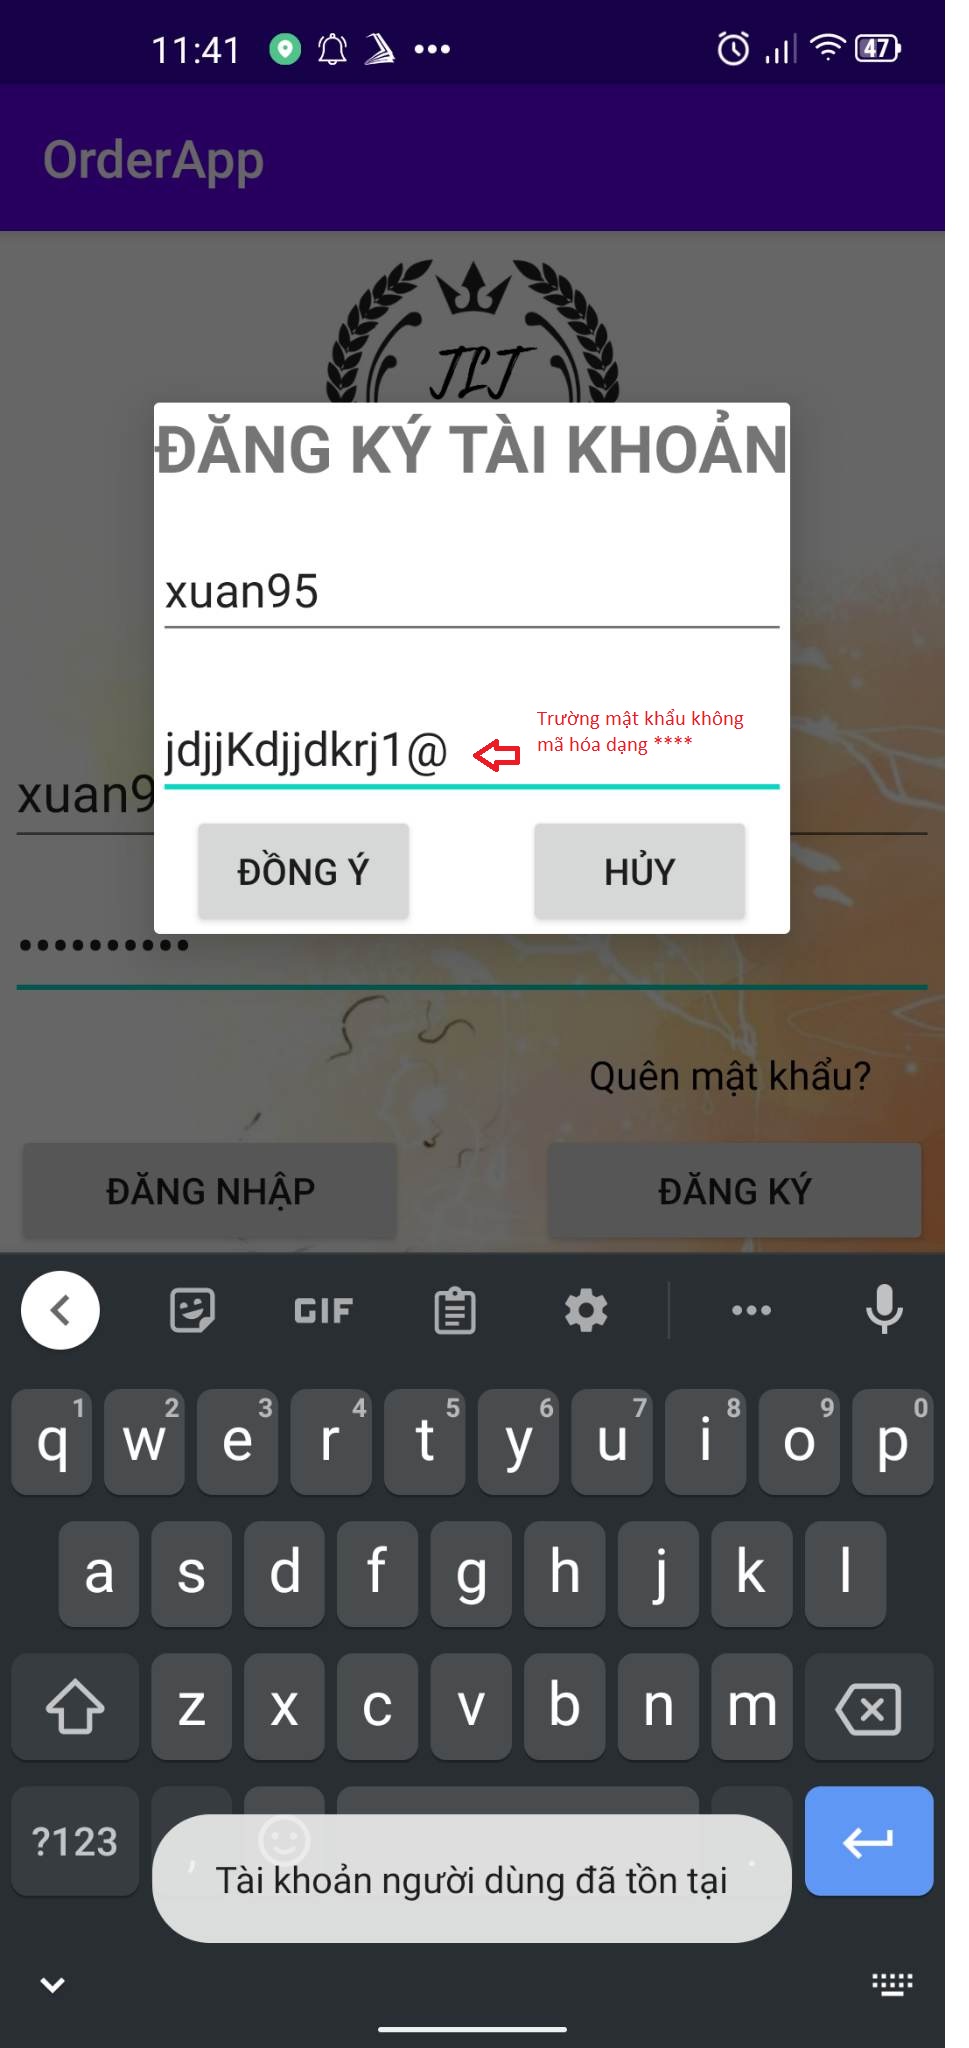 11:41
47
OrderApp
JLJ
ĐĂNG KÝ TÀI KHOẢN
xuan95
Trường mật khẩu không
mã hóa dạng ****
jdjjKdjjdkrj1@
xuan9
ĐỒNG Ý HỦY
••••••••••
Quên mật khẩu?
ĐĂNG NHẬP ĐĂNG KÝ
GIF
1 2 3 4 5 6 7 8 9 0
q w e r t y u i o p
a s d f g h j k l
z x c v b n m
?123 , .
Tài khoản người dùng đã tồn tại